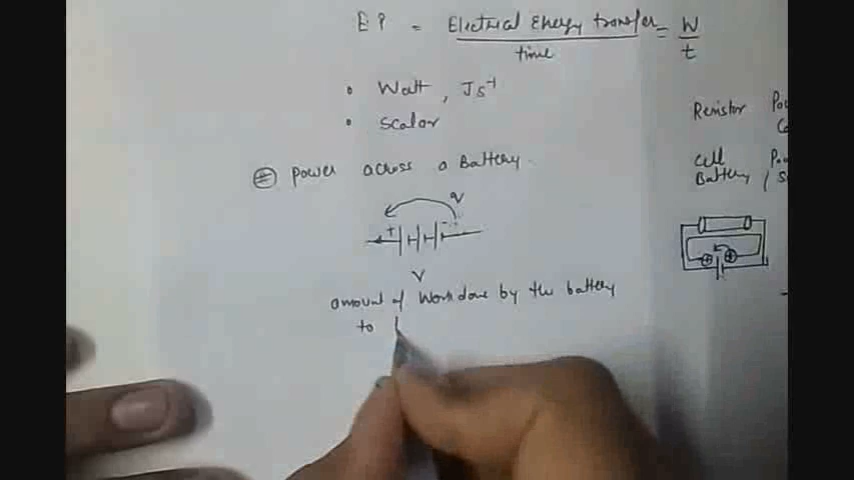 EP = Electrical Energy transfer = W
time t
• Watt, Js⁻¹
• Scalar
Resistor
Power across a Battery
Cell
Battery,
q
+ -
V
+ +
amount of Work done by the battery
to